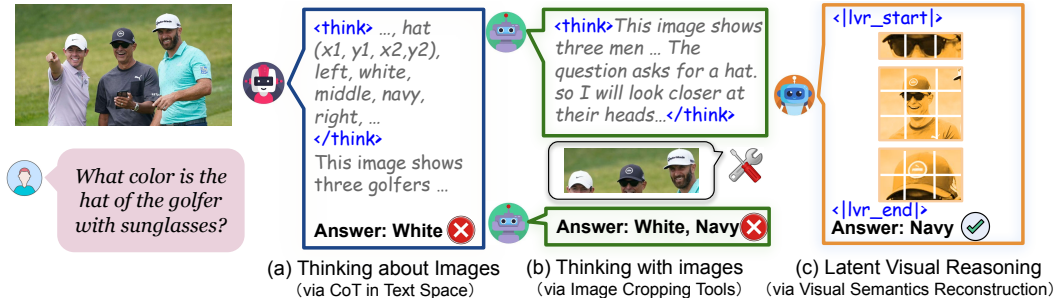 What color is the
hat of the golfer
with sunglasses?
<think> ..., hat
(x1, y1, x2,y2),
left, white,
middle, navy,
right, ...
</think>
This image shows
three golfers ...
Answer: White
(a) Thinking about Images
(via CoT in Text Space)
<think>This image shows
three men ... The
question asks for a hat.
so I will look closer at
their heads...</think>
Answer: White, Navy
(b) Thinking with images
(via Image Cropping Tools)
<|lvr_start|>
<|lvr_end|>
Answer: Navy
(c) Latent Visual Reasoning
(via Visual Semantics Reconstruction)